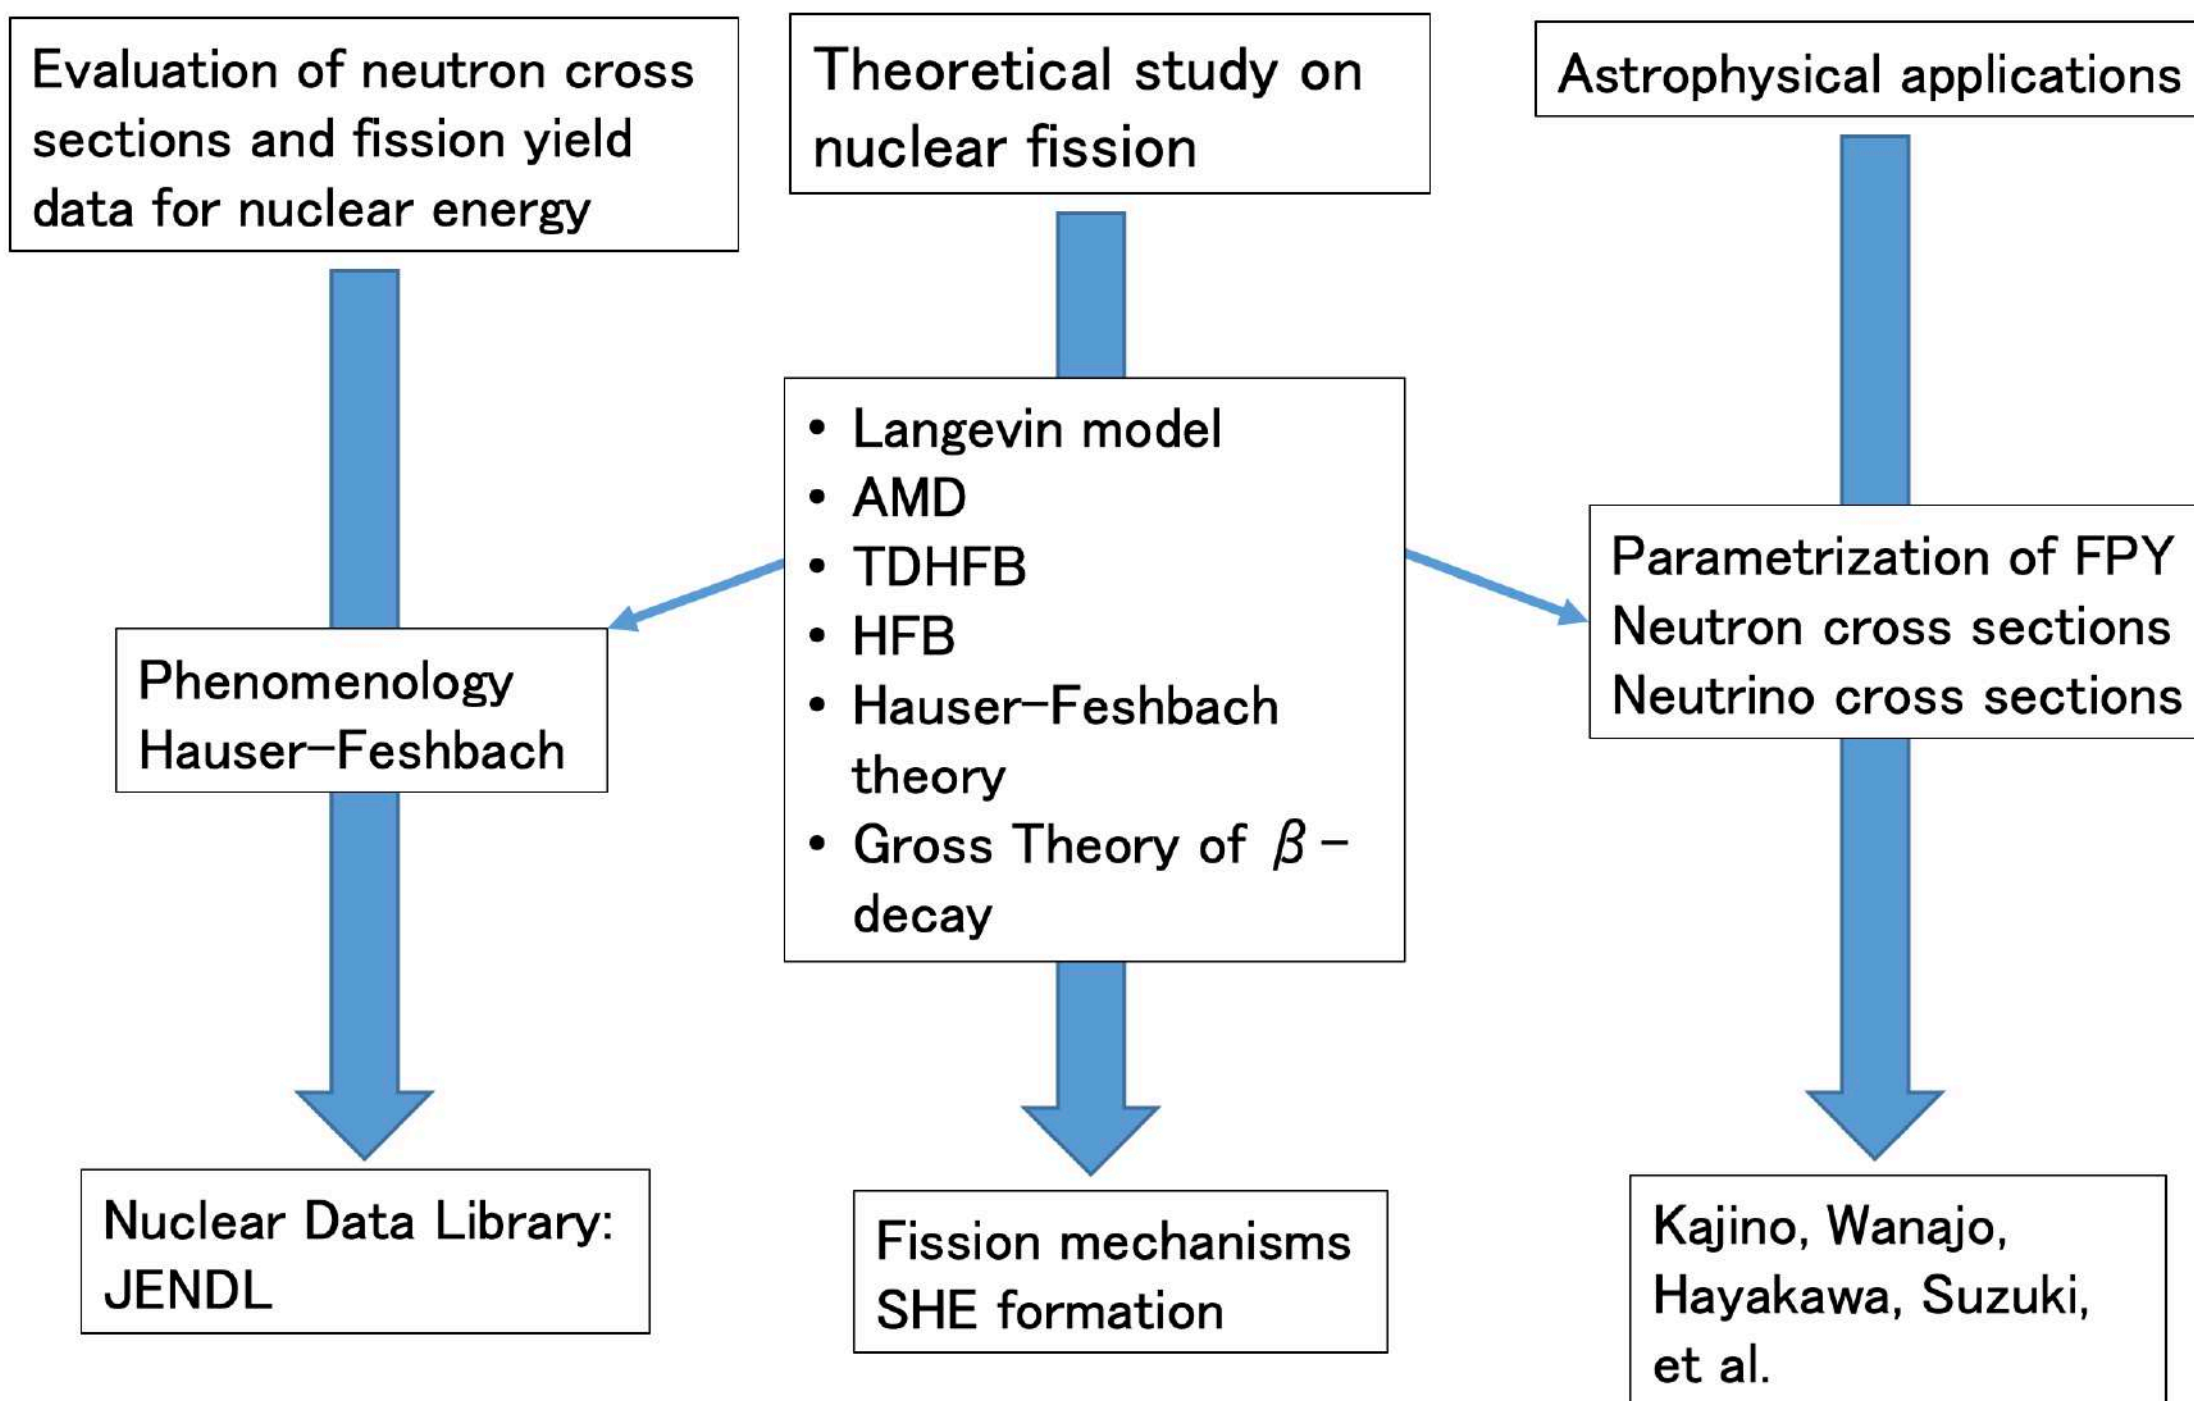 Evaluation of neutron cross
sections and fission yield
data for nuclear energy
Theoretical study on
nuclear fission
Astrophysical applications
• Langevin model
• AMD
• TDHFB
• HFB
• Hauser-Feshbach
theory
• Gross Theory of β-
decay
Phenomenology
Hauser-Feshbach
Parametrization of FPY
Neutron cross sections
Neutrino cross sections
Nuclear Data Library:
JENDL
Fission mechanisms
SHE formation
Kajino, Wanajo,
Hayakawa, Suzuki,
et al.